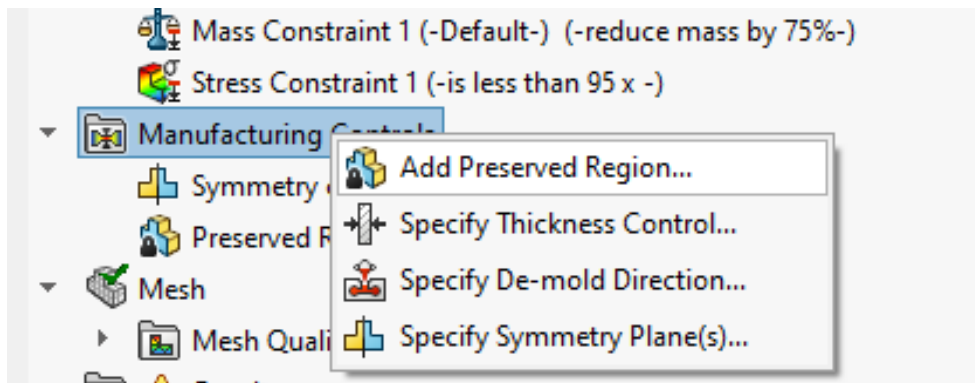 Mass Constraint 1 (-Default-) (-reduce mass by 75%-)
Stress Constraint 1 (-is less than 95 x -)
Manufacturing Controls
Add Preserved Region...
Symmetry
Specify Thickness Control...
Preserved
Specify De-mold Direction...
Mesh
Mesh
Specify Symmetry Plane(s)...